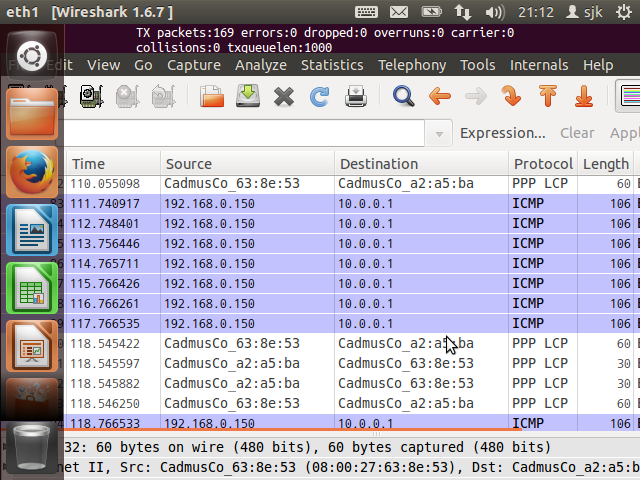 eth1 [Wireshark 1.6.7 ] 21:12 sjk
TX packets:169 errors:0 dropped:0 overruns:0 carrier:0
collisions:0 txqueuelen:1000
View Go Capture Analyze Statistics Telephony Tools Internals Help
Expression... Clear
Time Source Destination Protocol Length
110.055098 CadmusCo_63:8e:53 CadmusCo_a2:a5:ba PPP LCP 60
111.740917 192.168.0.150 10.0.0.1 ICMP 106
112.748401 192.168.0.150 10.0.0.1 ICMP 106
113.756446 192.168.0.150 10.0.0.1 ICMP 106
114.765711 192.168.0.150 10.0.0.1 ICMP 106
115.766426 192.168.0.150 10.0.0.1 ICMP 106
116.766261 192.168.0.150 10.0.0.1 ICMP 106
117.766535 192.168.0.150 10.0.0.1 ICMP 106
118.545422 CadmusCo_63:8e:53 CadmusCo_a2:a5:ba PPP LCP 60
118.545597 CadmusCo_a2:a5:ba CadmusCo_63:8e:53 PPP LCP 30
118.545882 CadmusCo_a2:a5:ba CadmusCo_63:8e:53 PPP LCP 30
118.546250 CadmusCo_63:8e:53 CadmusCo_a2:a5:ba PPP LCP 60
118.766533 192.168.0.150 10.0.0.1 ICMP 106
32: 60 bytes on wire (480 bits), 60 bytes captured (480 bits)
net II, Src: CadmusCo_63:8e:53 (08:00:27:63:8e:53), Dst: CadmusCo_a2:a5:b